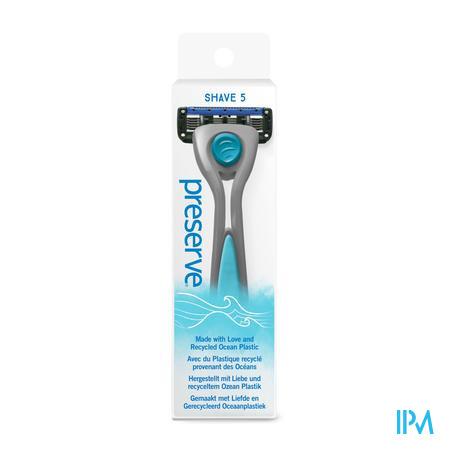 SHAVE 5
preserve
Made with Love and
Recycled Ocean Plastic
Avec du Plastique recyclé
provenant des Océans
Hergestellt mit Liebe und
recyceltem Ozean Plastik
Gemaakt met Liefde en
Gerecycleerd Oceaanplastiek
IPM